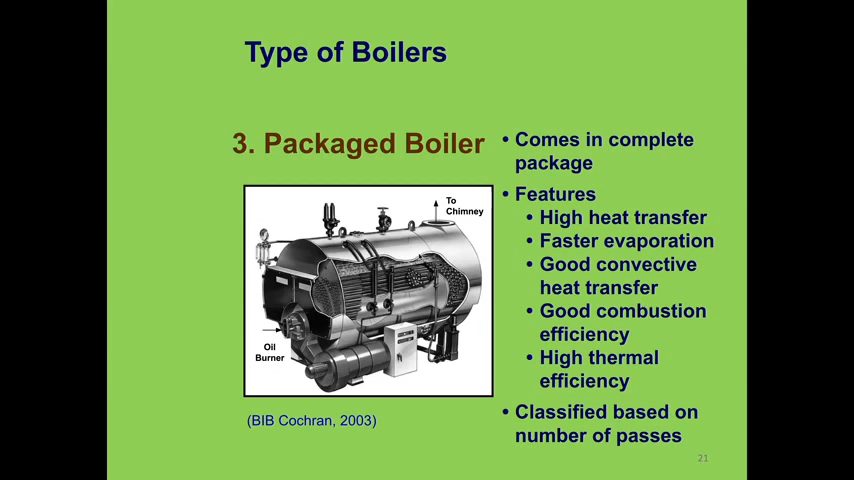 Type of Boilers
3. Packaged Boiler
To
Chimney
Oil
Burner
(BIB Cochran, 2003)
• Comes in complete
package
• Features
• High heat transfer
• Faster evaporation
• Good convective
heat transfer
• Good combustion
efficiency
• High thermal
efficiency
• Classified based on
number of passes
21